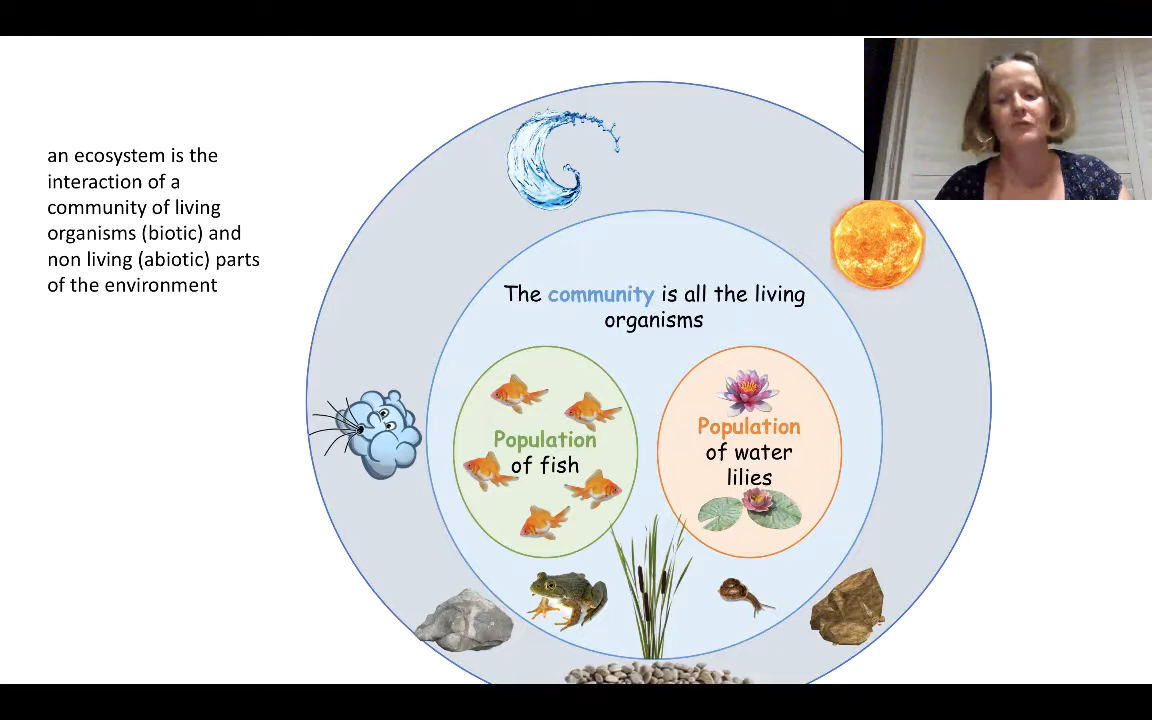 an ecosystem is the
interaction of a
community of living
organisms (biotic) and
non living (abiotic) parts
of the environment
The community is all the living
organisms
Population
of fish
Population
of water
lilies